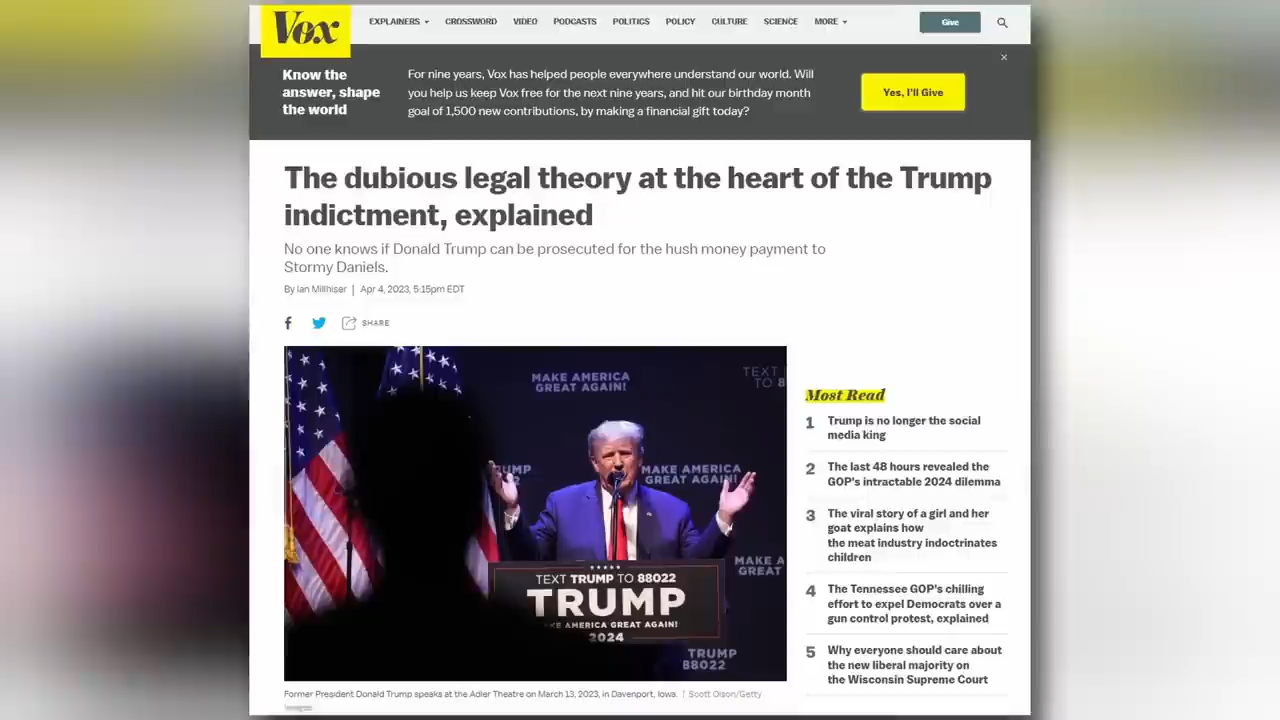 Vox
EXPLAINERS
CROSSWORD
VIDEO
PODCASTS
POLITICS
POLICY
CULTURE
SCIENCE
MORE
Give
Know the
answer, shape
the world
For nine years, Vox has helped people everywhere understand our world. Will
you help us keep Vox free for the next nine years, and hit our birthday month
goal of 1,500 new contributions, by making a financial gift today?
Yes, I'll Give
The dubious legal theory at the heart of the Trump
indictment, explained
No one knows if Donald Trump can be prosecuted for the hush money payment to
Stormy Daniels.
By Ian Millhiser | Apr 4, 2023, 5:15pm EDT
SHARE
MAKE AMERICA
GREAT AGAIN!
TEXT
TO 8
TRUMP
MAKE AMERICA
GREAT AGAIN!
MAKE A
GREAT
TEXT TRUMP TO 88022
TRUMP
AMERICA GREAT AGAIN!
2024
TRUMP
88022
Former President Donald Trump speaks at the Adler Theatre on March 13, 2023, in Davenport, Iowa. | Scott Olson/Getty
Most Read
1 Trump is no longer the social
media king
2 The last 48 hours revealed the
GOP's intractable 2024 dilemma
3 The viral story of a girl and her
goat explains how
the meat industry indoctrinates
children
4 The Tennessee GOP's chilling
effort to expel Democrats over a
gun control protest, explained
5 Why everyone should care about
the new liberal majority on
the Wisconsin Supreme Court